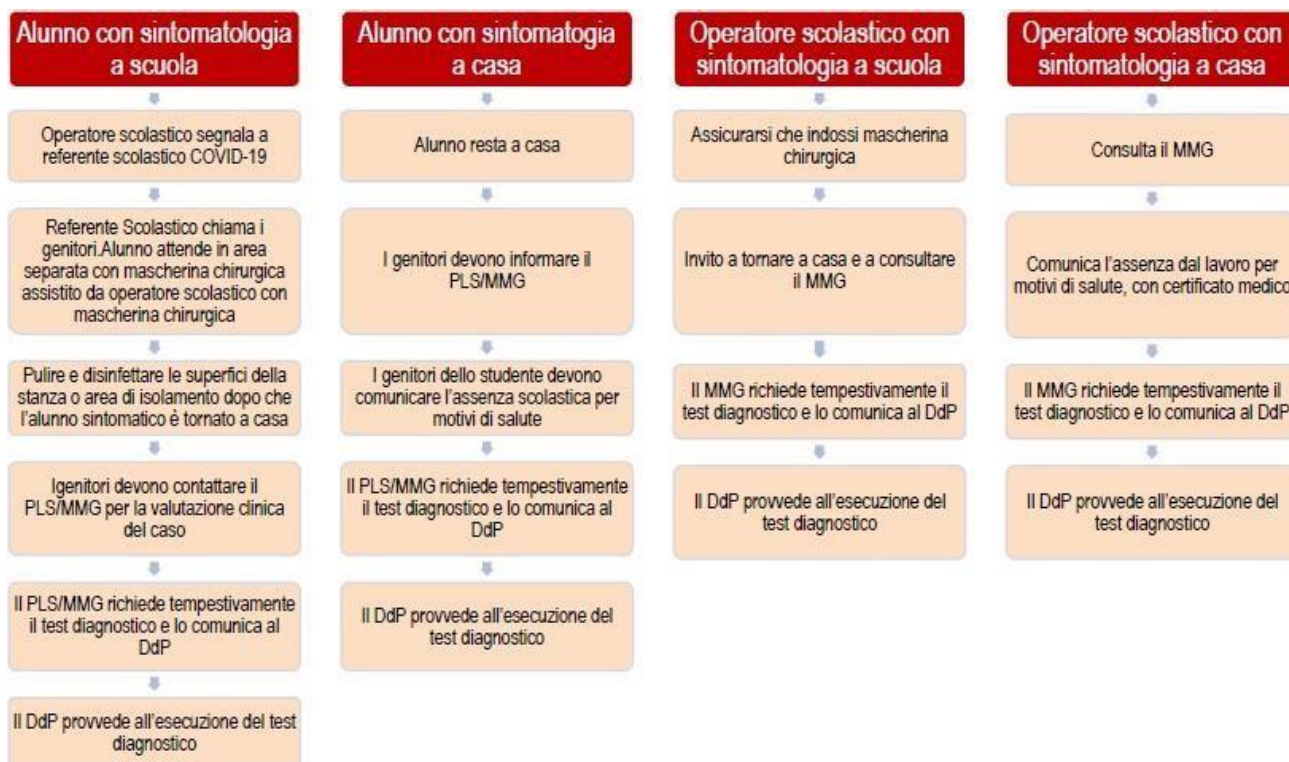 Alunno con sintomatologia
a scuola
Operatore scolastico segnala a
referente scolastico COVID-19
Referente Scolastico chiama i
genitori.Alunno attende in area
separata con mascherina chirurgica
assistito da operatore scolastico con
mascherina chirurgica
Pulire e disinfettare le superfici della
stanza o area di isolamento dopo che
l'alunno sintomatico è tornato a casa
Igenitori devono contattare il
PLS/MMG per la valutazione clinica
del caso
Il PLS/MMG richiede tempestivamente
il test diagnostico e lo comunica al
DdP
Il DdP provvede all'esecuzione del test
diagnostico
Alunno con sintomatogia
a casa
Alunno resta a casa
I genitori devono informare il
PLS/MMG
I genitori dello studente devono
comunicare l'assenza scolastica per
motivi di salute
Il PLS/MMG richiede tempestivamente
il test diagnostico e lo comunica al
DdP
Il DdP provvede all'esecuzione del
test diagnostico
Operatore scolastico con
sintomatologia a scuola
Assicurarsi che indossi mascherina
chirurgica
Invito a tornare a casa e a consultare
il MMG
Il MMG richiede tempestivamente il
test diagnostico e lo comunica al DdP
Il DdP provvede all'esecuzione del
test diagnostico
Operatore scolastico con
sintomatologia a casa
Consulta il MMG
Comunica l'assenza dal lavoro per
motivi di salute, con certificato medico
Il MMG richiede tempestivamente il
test diagnostico e lo comunica al DdP
Il DdP provvede all'esecuzione del
test diagnostico